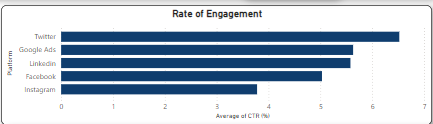 Rate of Engagement
Platform
Twitter
Google Ads
Linkedin
Facebook
Instagram
0 1 2 3 4 5 6 7
Average of CTR (%)